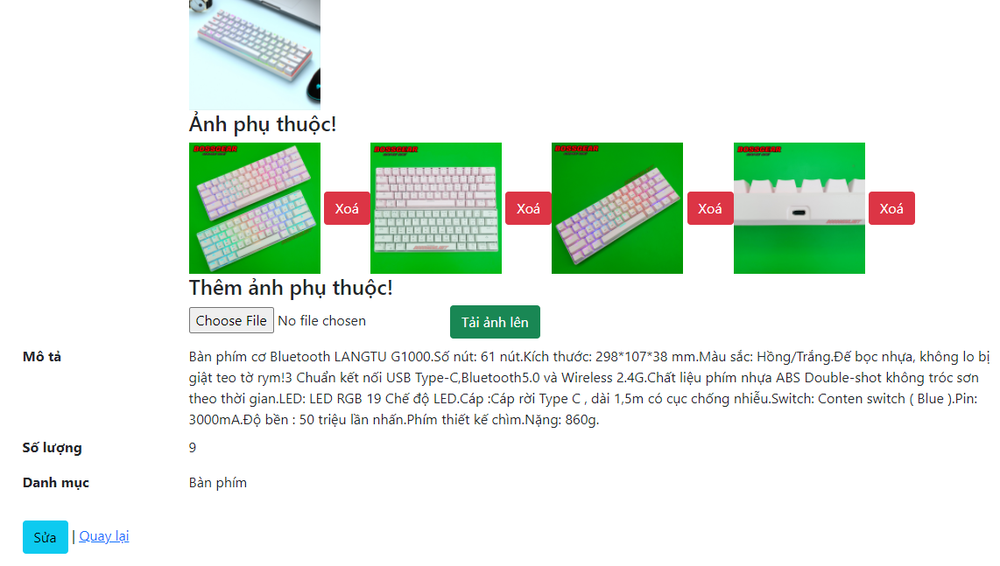 Ảnh phụ thuộc!
BOSSGEAR BOSSGEAR BOSSGEAR BOSSGEAR
Xoá Xoá Xoá Xoá
Thêm ảnh phụ thuộc!
Choose File No file chosen Tải ảnh lên
Mô tả Bàn phím cơ Bluetooth LANGTU G1000.Số nút: 61 nút.Kích thước: 298*107*38 mm.Màu sắc: Hồng/Trắng.Đế bọc nhựa, không lo bị
giật teo tờ rym!3 Chuẩn kết nối USB Type-C,Bluetooth5.0 và Wireless 2.4G.Chất liệu phím nhựa ABS Double-shot không tróc sơn
theo thời gian.LED: LED RGB 19 Chế độ LED.Cáp :Cáp rời Type C , dài 1,5m có cục chống nhiễu.Switch: Conten switch ( Blue ).Pin:
3000mA.Độ bền : 50 triệu lần nhấn.Phím thiết kế chìm.Nặng: 860g.
Số lượng 9
Danh mục Bàn phím
Sửa | Quay lại